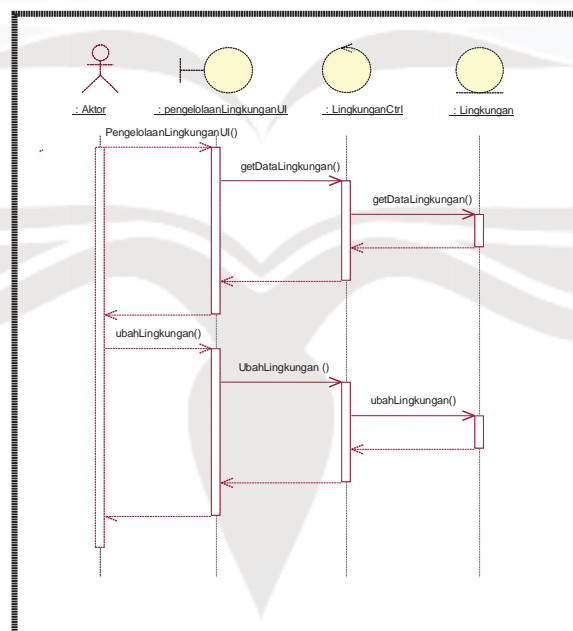 : Aktor
: pengelolaanLingkunganUI
: LingkunganCtrl
: Lingkungan
PengelolaanLingkunganUI()
getDataLingkungan()
getDataLingkungan()
ubahLingkungan()
UbahLingkungan ()
ubahLingkungan()